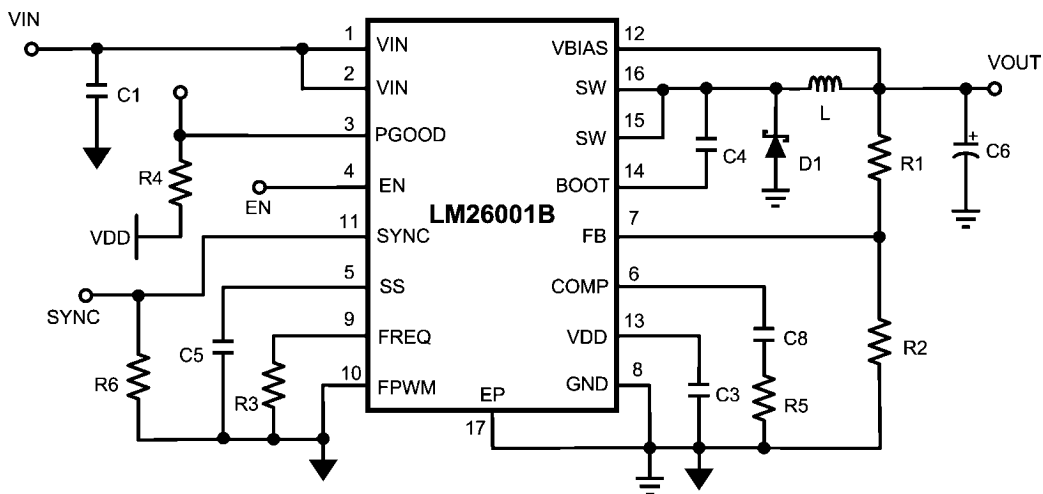 VIN
1 VIN
VBIAS 12
VOUT
2 VIN
SW 16
C1
L
3 PGOOD
SW 15
C4
D1
R1
C6
+
R4
4 EN
BOOT 14
EN
LM26001B
VDD
11 SYNC
FB 7
5 SS
COMP 6
SYNC
9 FREQ
VDD 13
C5
C8
R2
R6
R3
10 FPWM
GND 8
EP
C3
R5
17